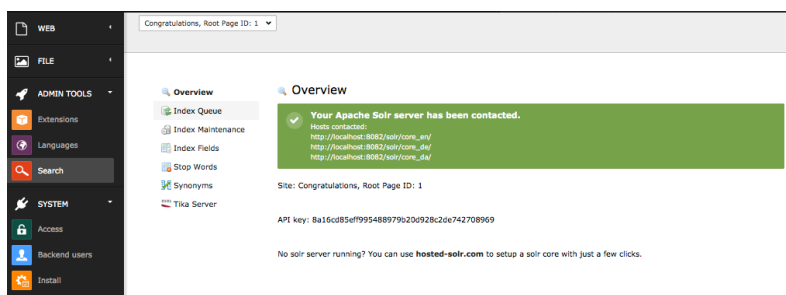 Congratulations, Root Page ID: 1
WEB
FILE
ADMIN TOOLS
Extensions
Languages
Search
SYSTEM
Access
Backend users
Install
Overview
Index Queue
Index Maintenance
Index Fields
Stop Words
Synonyms
Tika Server
Overview
Your Apache Solr server has been contacted.
Hosts contacted:
http://localhost:8082/solr/core_en/
http://localhost:8082/solr/core_de/
http://localhost:8082/solr/core_da/
Site: Congratulations, Root Page ID: 1
API key: 8a16cd85eff995488979b20d928c2de742708969
No solr server running? You can use hosted-solr.com to setup a solr core with just a few clicks.